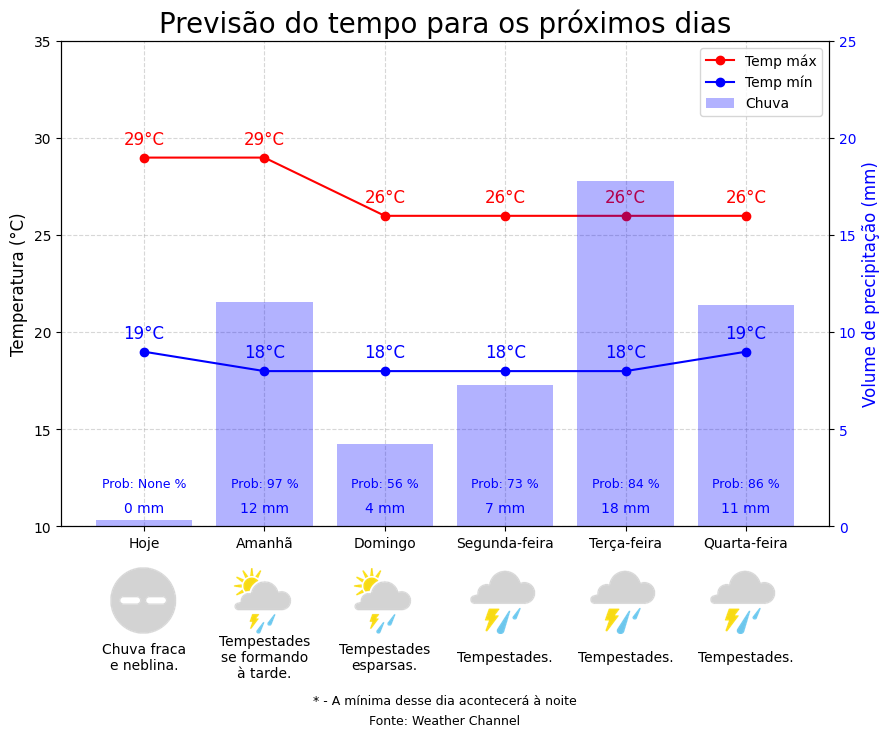 Previsão do tempo para os próximos dias
35
30
25
20
15
10
Temperatura (°C)
25
20
15
10
5
0
Volume de precipitação (mm)
Temp máx
Temp mín
Chuva
29°C 29°C 26°C 26°C 26°C 26°C
19°C 18°C 18°C 18°C 18°C 19°C
Prob: None % Prob: 97 % Prob: 56 % Prob: 73 % Prob: 84 % Prob: 86 %
0 mm 12 mm 4 mm 7 mm 18 mm 11 mm
Hoje Amanhã Domingo Segunda-feira Terça-feira Quarta-feira
Chuva fraca
e neblina.
Tempestades
se formando
à tarde.
Tempestades
esparsas.
Tempestades.
Tempestades.
Tempestades.
* - A mínima desse dia acontecerá à noite
Fonte: Weather Channel